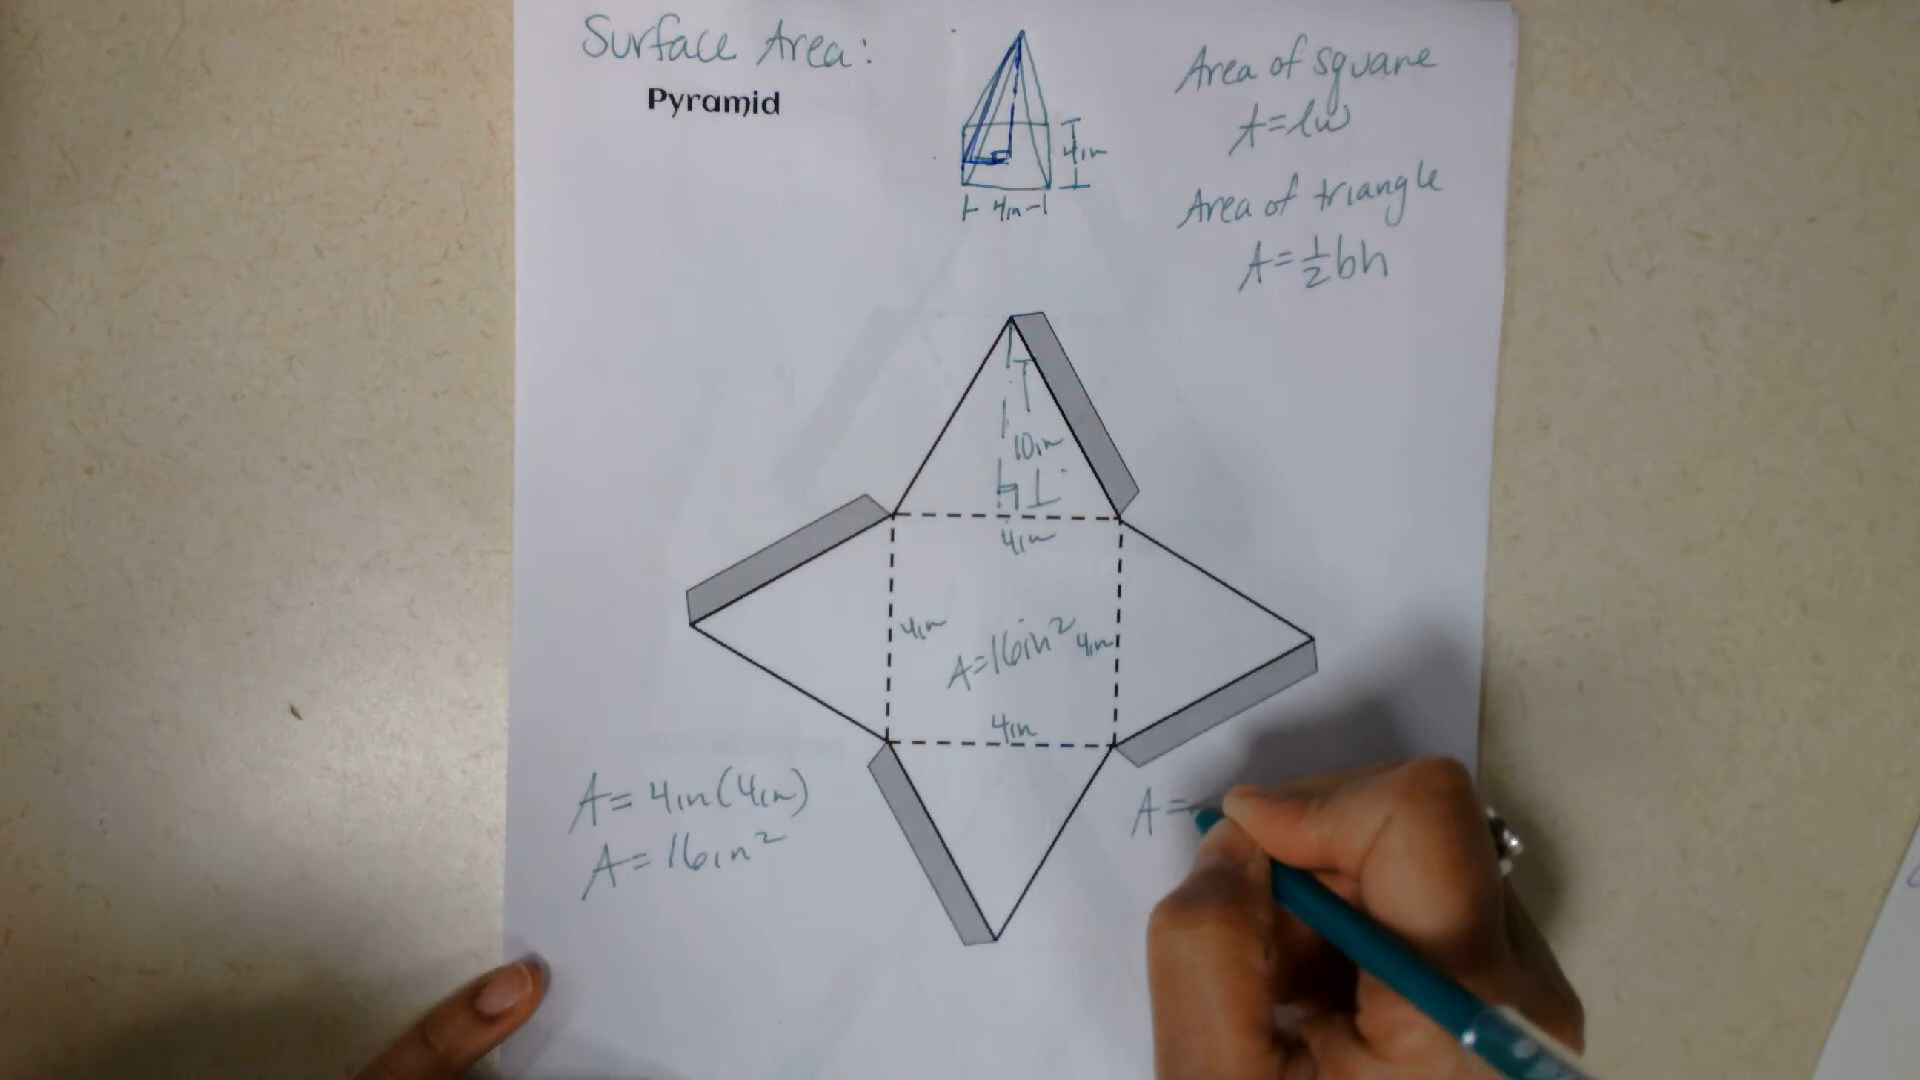 Surface Area:
Pyramid
4in
⊢ 4in ⊣
Area of square
A=lw
Area of triangle
A=½bh
10in
4in
4in
A=16in²
4in
4in
A=4in(4in)
A=16in²
A=